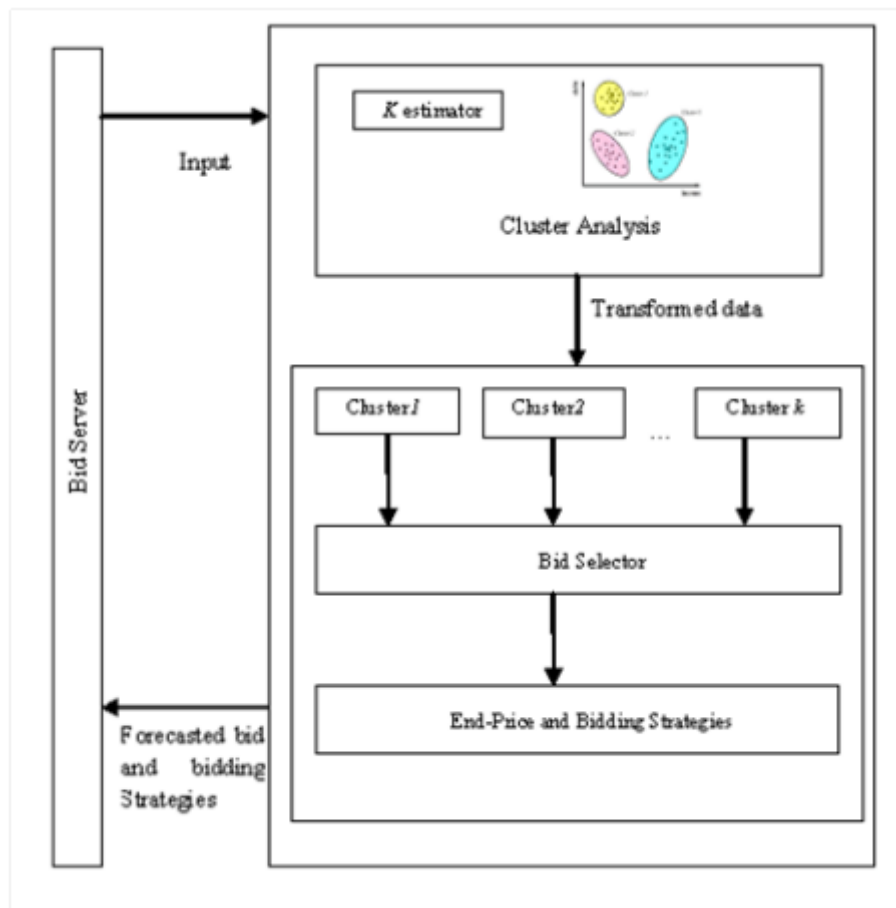 K estimator
Cluster Analysis
Input
Transformed data
Cluster1
Cluster2
...
Cluster k
Bid Server
Bid Selector
End-Price and Bidding Strategies
Forecasted bid
and bidding
Strategies